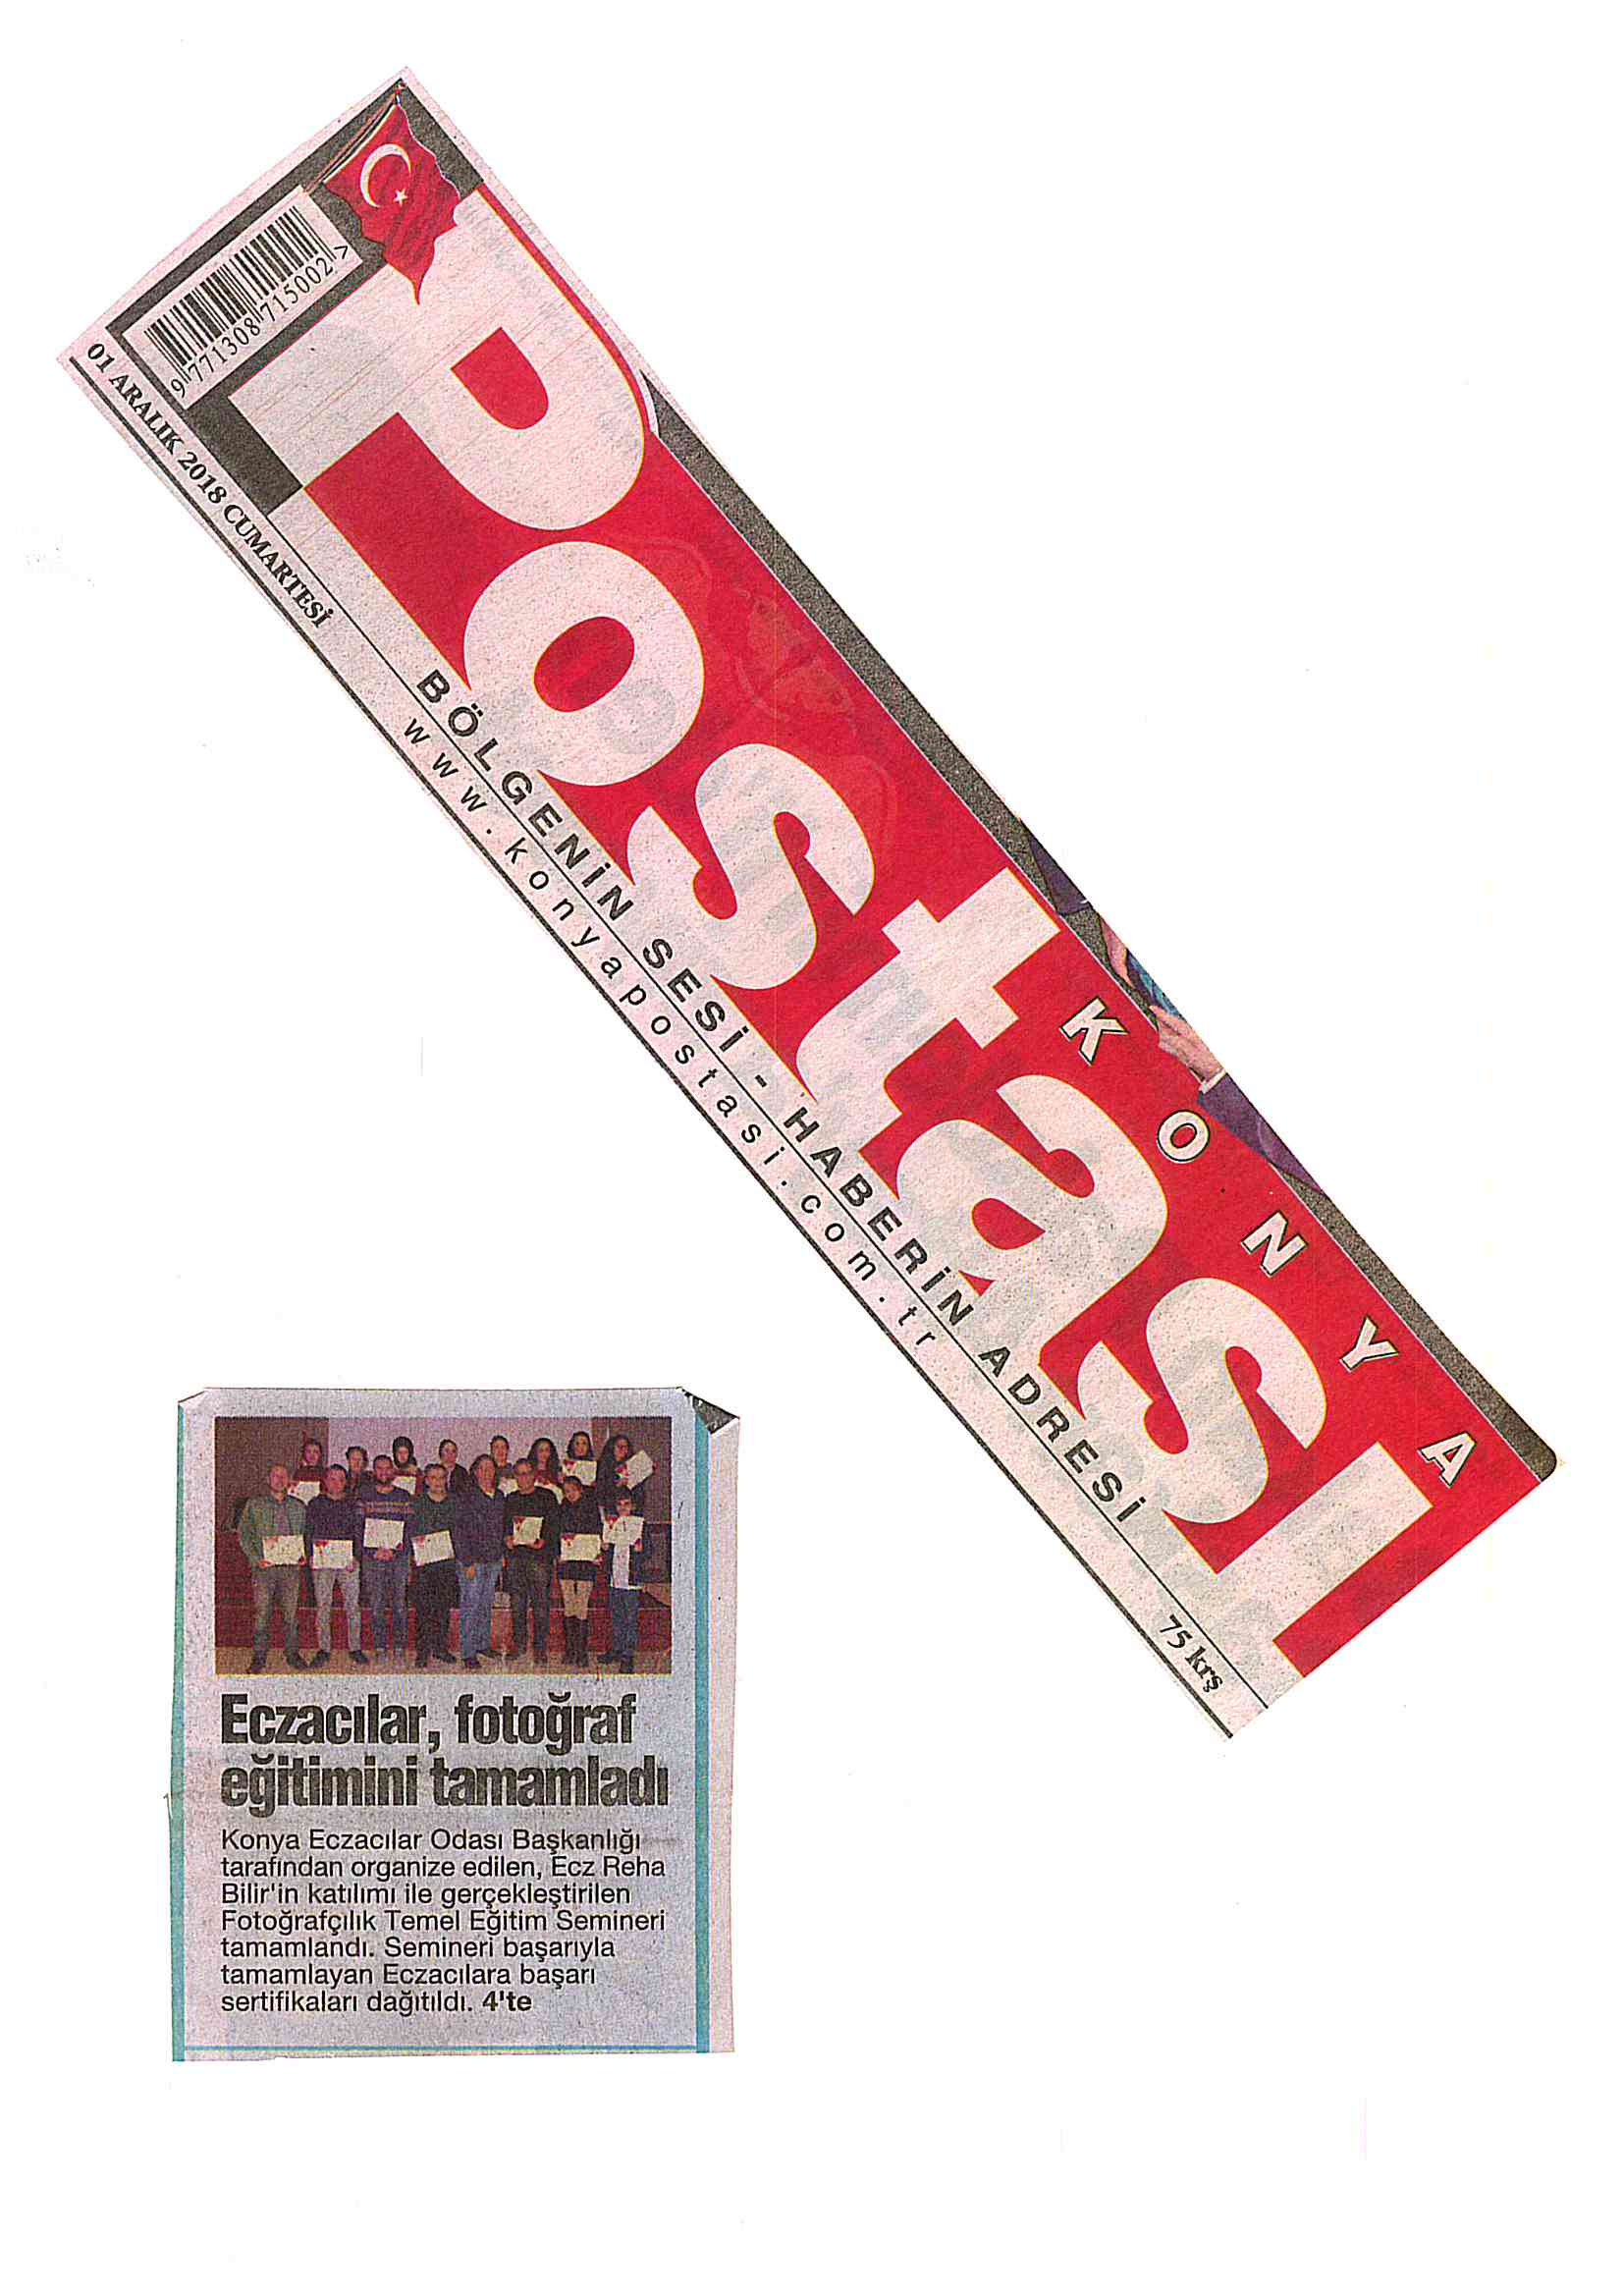 KONYA
Postası
9 771308 715002 >
01 ARALIK 2018 CUMARTESİ
BÖLGENİN SESİ - HABERİN ADRESİ
www.konyapostasi.com.tr
75 krş
Eczacılar, fotoğraf
eğitimini tamamladı
Konya Eczacılar Odası Başkanlığı
tarafından organize edilen, Ecz Reha
Bilir'in katılımı ile gerçekleştirilen
Fotoğrafçılık Temel Eğitim Semineri
tamamlandı. Semineri başarıyla
tamamlayan Eczacılara başarı
sertifikaları dağıtıldı. 4'te